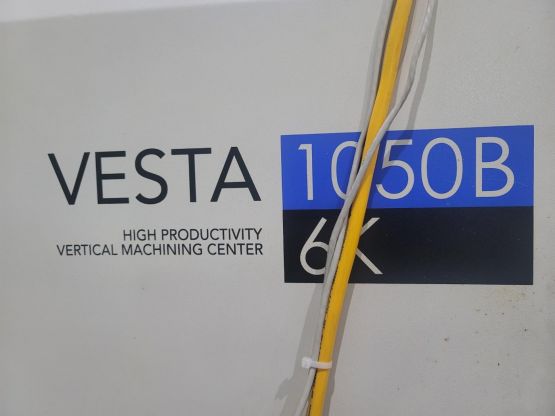 VESTA 1050B
6K
HIGH PRODUCTIVITY
VERTICAL MACHINING CENTER